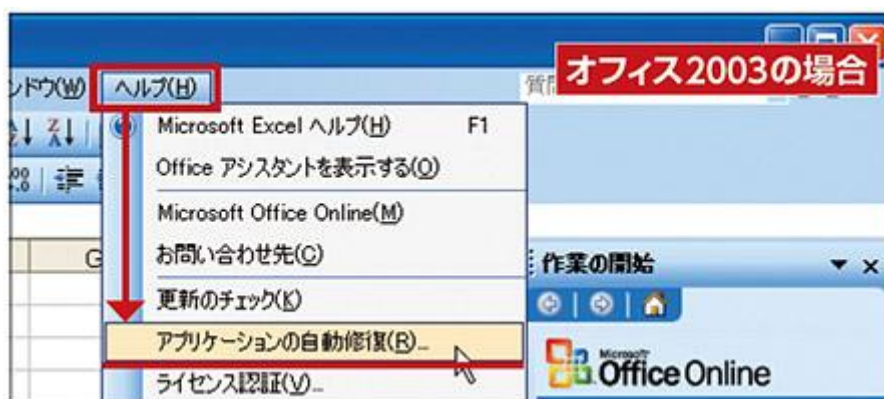 オフィス2003の場合
ンドウ(W) ヘルプ(H) 質問
Microsoft Excel ヘルプ(H) F1
Office アシスタントを表示する(O)
Microsoft Office Online(M)
お問い合わせ先(C)
G
作業の開始
更新のチェック(K)
アプリケーションの自動修復(R)...
Microsoft
Office Online
ライセンス認証(V)...